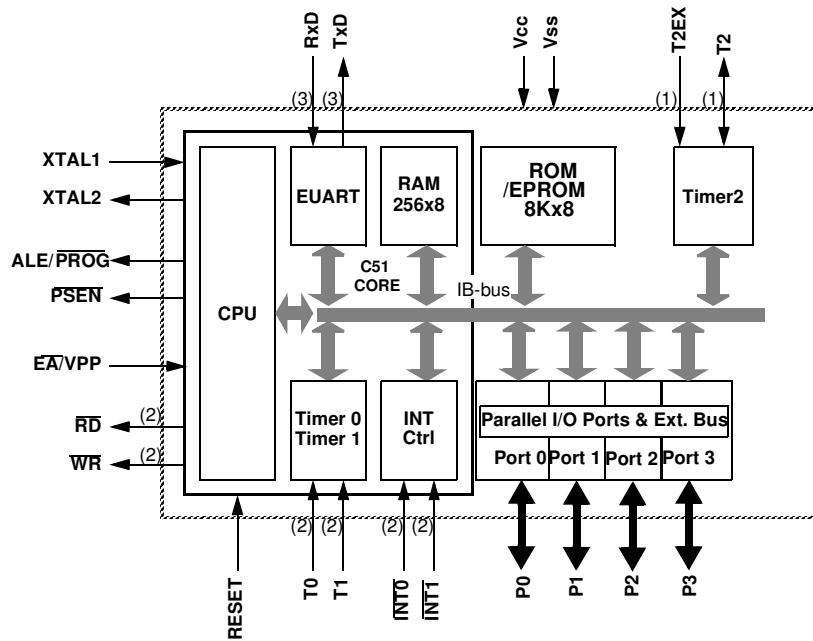 RxD
TxD
Vcc
Vss
T2EX
T2
(3) (3)
(1) (1)
XTAL1
XTAL2
ALE/PROG
PSEN
EA/VPP
RD
(2)
WR
(2)
CPU
EUART
RAM
256x8
ROM
/EPROM
8Kx8
Timer2
C51
CORE
IB-bus
Timer 0
Timer 1
INT
Ctrl
Parallel I/O Ports & Ext. Bus
Port 0
Port 1
Port 2
Port 3
(2) (2)
(2) (2)
RESET
T0
T1
INT0
INT1
P0
P1
P2
P3